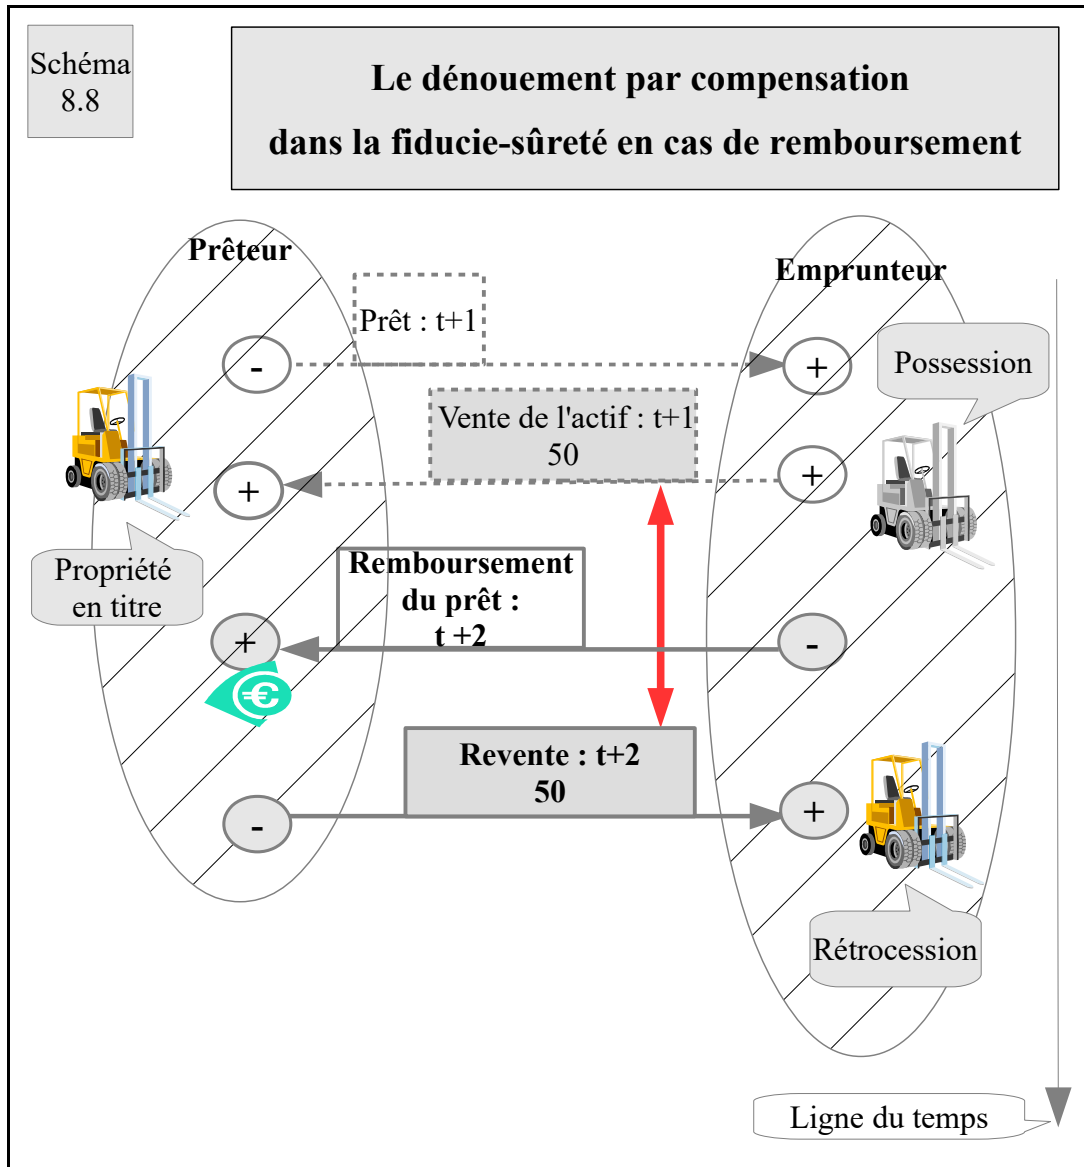 Schéma
8.8
Le dénouement par compensation
dans la fiducie-sûreté en cas de remboursement
Prêteur
Emprunteur
Prêt : t+1
-
+
Possession
Vente de l'actif : t+1
50
+
+
Propriété
en titre
Remboursement
du prêt :
t +2
+
-
€
Revente : t+2
50
-
+
Rétrocession
Ligne du temps